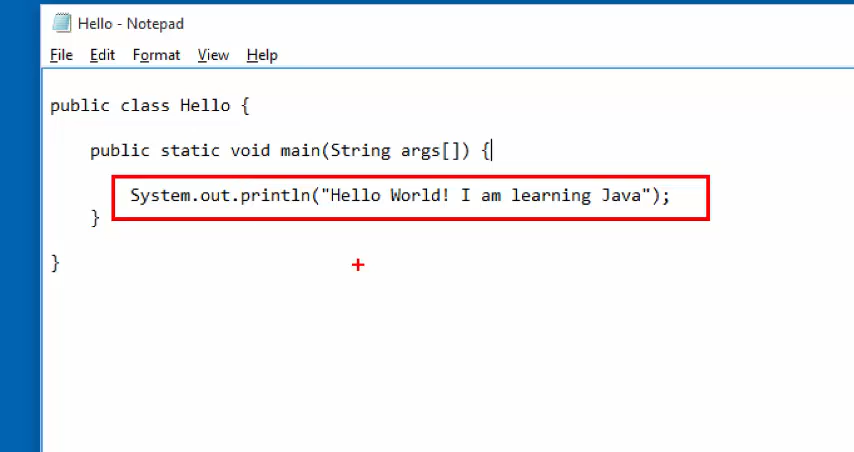 Hello - Notepad
File Edit Format View Help
public class Hello {
public static void main(String args[]) {
System.out.println("Hello World! I am learning Java");
}
}